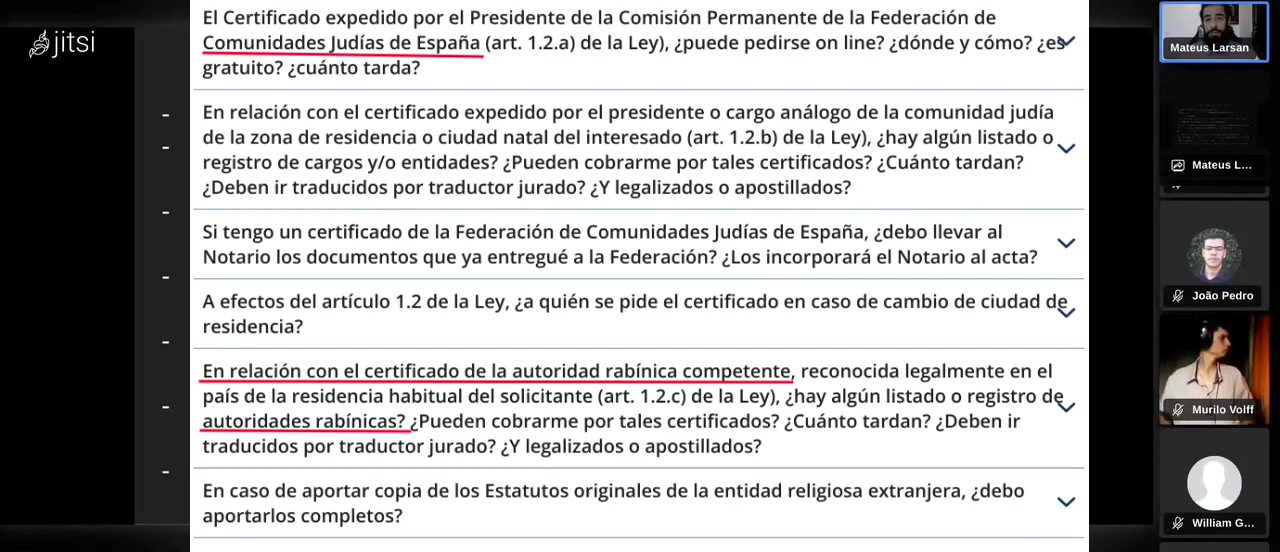 jitsi
El Certificado expedido por el Presidente de la Comisión Permanente de la Federación de
Comunidades Judías de España (art. 1.2.a) de la Ley), ¿puede pedirse on line? ¿dónde y cómo? ¿es
gratuito? ¿cuánto tarda?
En relación con el certificado expedido por el presidente o cargo análogo de la comunidad judía
de la zona de residencia o ciudad natal del interesado (art. 1.2.b) de la Ley), ¿hay algún listado o
registro de cargos y/o entidades? ¿Pueden cobrarme por tales certificados? ¿Cuánto tardan?
¿Deben ir traducidos por traductor jurado? ¿Y legalizados o apostillados?
Si tengo un certificado de la Federación de Comunidades Judías de España, ¿debo llevar al
Notario los documentos que ya entregué a la Federación? ¿Los incorporará el Notario al acta?
A efectos del artículo 1.2 de la Ley, ¿a quién se pide el certificado en caso de cambio de ciudad de
residencia?
En relación con el certificado de la autoridad rabínica competente, reconocida legalmente en el
país de la residencia habitual del solicitante (art. 1.2.c) de la Ley), ¿hay algún listado o registro de
autoridades rabínicas? ¿Pueden cobrarme por tales certificados? ¿Cuánto tardan? ¿Deben ir
traducidos por traductor jurado? ¿Y legalizados o apostillados?
En caso de aportar copia de los Estatutos originales de la entidad religiosa extranjera, ¿debo
aportarlos completos?
Mateus Larsan
Mateus L...
João Pedro
Murilo Volff
William G...